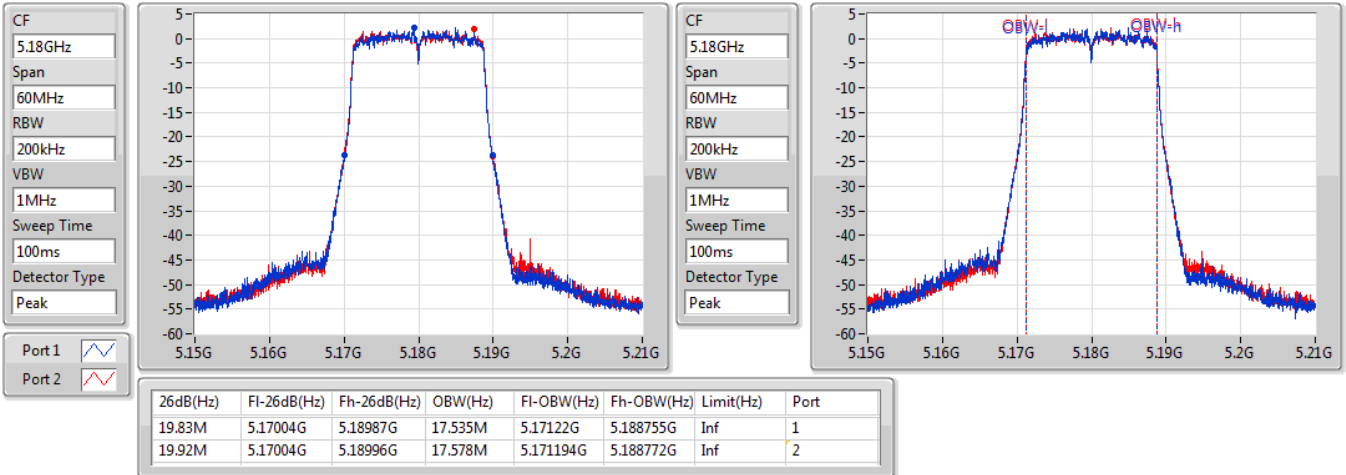 CF
5.18GHz
Span
60MHz
RBW
200kHz
VBW
1MHz
Sweep Time
100ms
Detector Type
Peak
Port 1
Port 2
5
0
-5
-10
-15
-20
-25
-30
-35
-40
-45
-50
-55
-60
5.15G 5.16G 5.17G 5.18G 5.19G 5.2G 5.21G
CF
5.18GHz
Span
60MHz
RBW
200kHz
VBW
1MHz
Sweep Time
100ms
Detector Type
Peak
OBW-l OBW-h
5
0
-5
-10
-15
-20
-25
-30
-35
-40
-45
-50
-55
-60
5.15G 5.16G 5.17G 5.18G 5.19G 5.2G 5.21G
26dB(Hz) Fl-26dB(Hz) Fh-26dB(Hz) OBW(Hz) Fl-OBW(Hz) Fh-OBW(Hz) Limit(Hz) Port
19.83M 5.17004G 5.18987G 17.535M 5.17122G 5.188755G Inf 1
19.92M 5.17004G 5.18996G 17.578M 5.171194G 5.188772G Inf 2